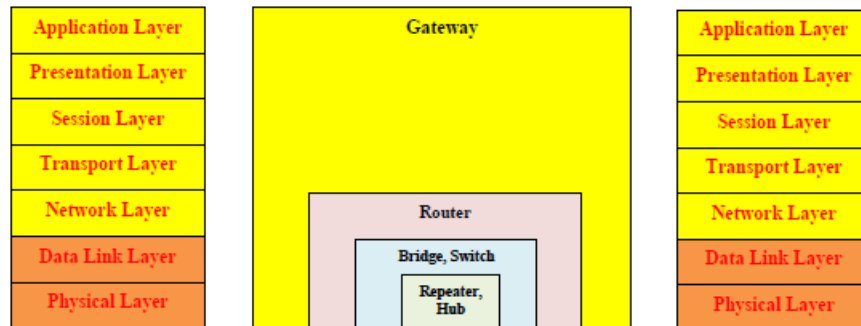 Application Layer
Presentation Layer
Session Layer
Transport Layer
Network Layer
Data Link Layer
Physical Layer
Gateway
Router
Bridge, Switch
Repeater,
Hub
Application Layer
Presentation Layer
Session Layer
Transport Layer
Network Layer
Data Link Layer
Physical Layer